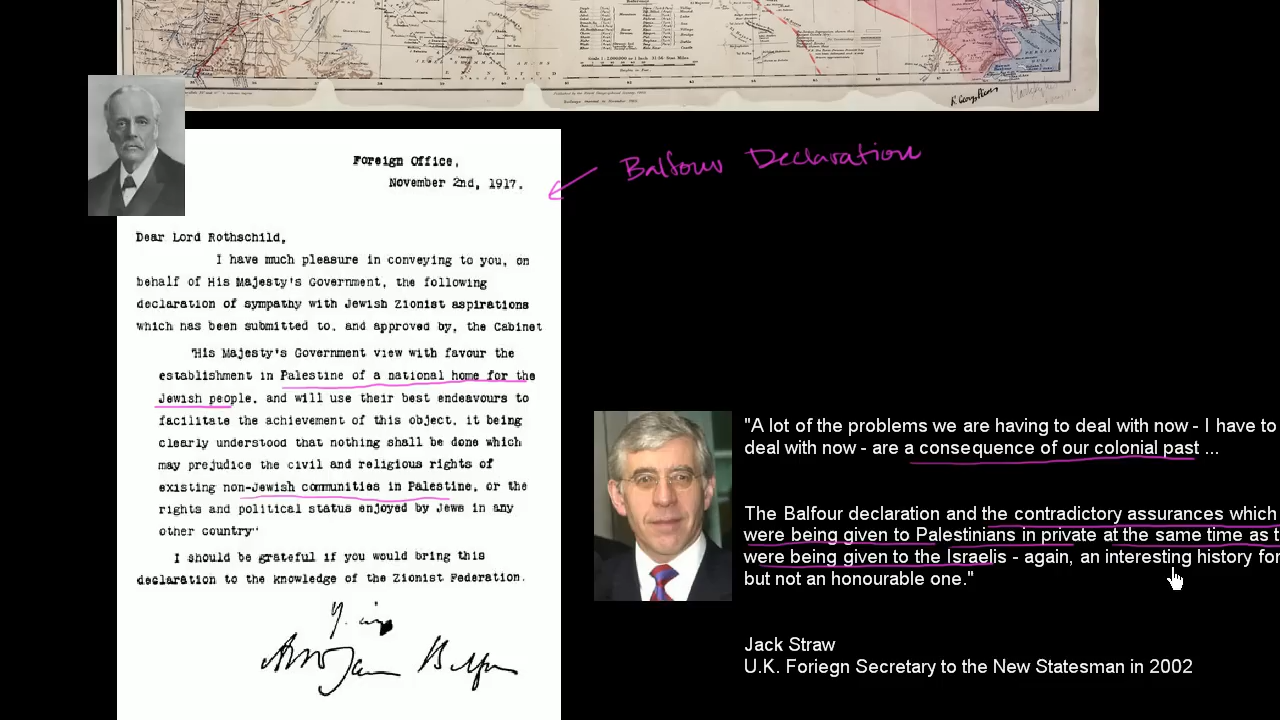 Balfour Declaration
Foreign Office,
November 2nd, 1917.
Dear Lord Rothschild,
I have much pleasure in conveying to you, on
behalf of His Majesty's Government, the following
declaration of sympathy with Jewish Zionist aspirations
which has been submitted to, and approved by, the Cabinet
"His Majesty's Government view with favour the
establishment in Palestine of a national home for the
Jewish people, and will use their best endeavours to
facilitate the achievement of this object, it being
clearly understood that nothing shall be done which
may prejudice the civil and religious rights of
existing non-Jewish communities in Palestine, or the
rights and political status enjoyed by Jews in any
other country"
I should be grateful if you would bring this
declaration to the knowledge of the Zionist Federation.
"A lot of the problems we are having to deal with now - I have to
deal with now - are a consequence of our colonial past ...
The Balfour declaration and the contradictory assurances which
were being given to Palestinians in private at the same time as
were being given to the Israelis - again, an interesting history for
but not an honourable one."
Jack Straw
U.K. Foriegn Secretary to the New Statesman in 2002